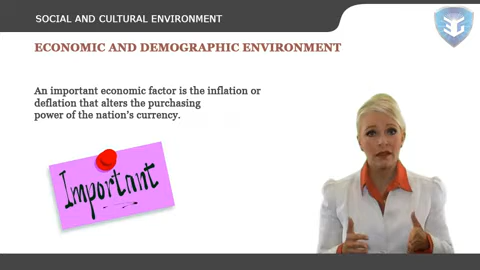 SOCIAL AND CULTURAL ENVIRONMENT
ECONOMIC AND DEMOGRAPHIC ENVIRONMENT
An important economic factor is the inflation or
deflation that alters the purchasing
power of the nation's currency.
Important